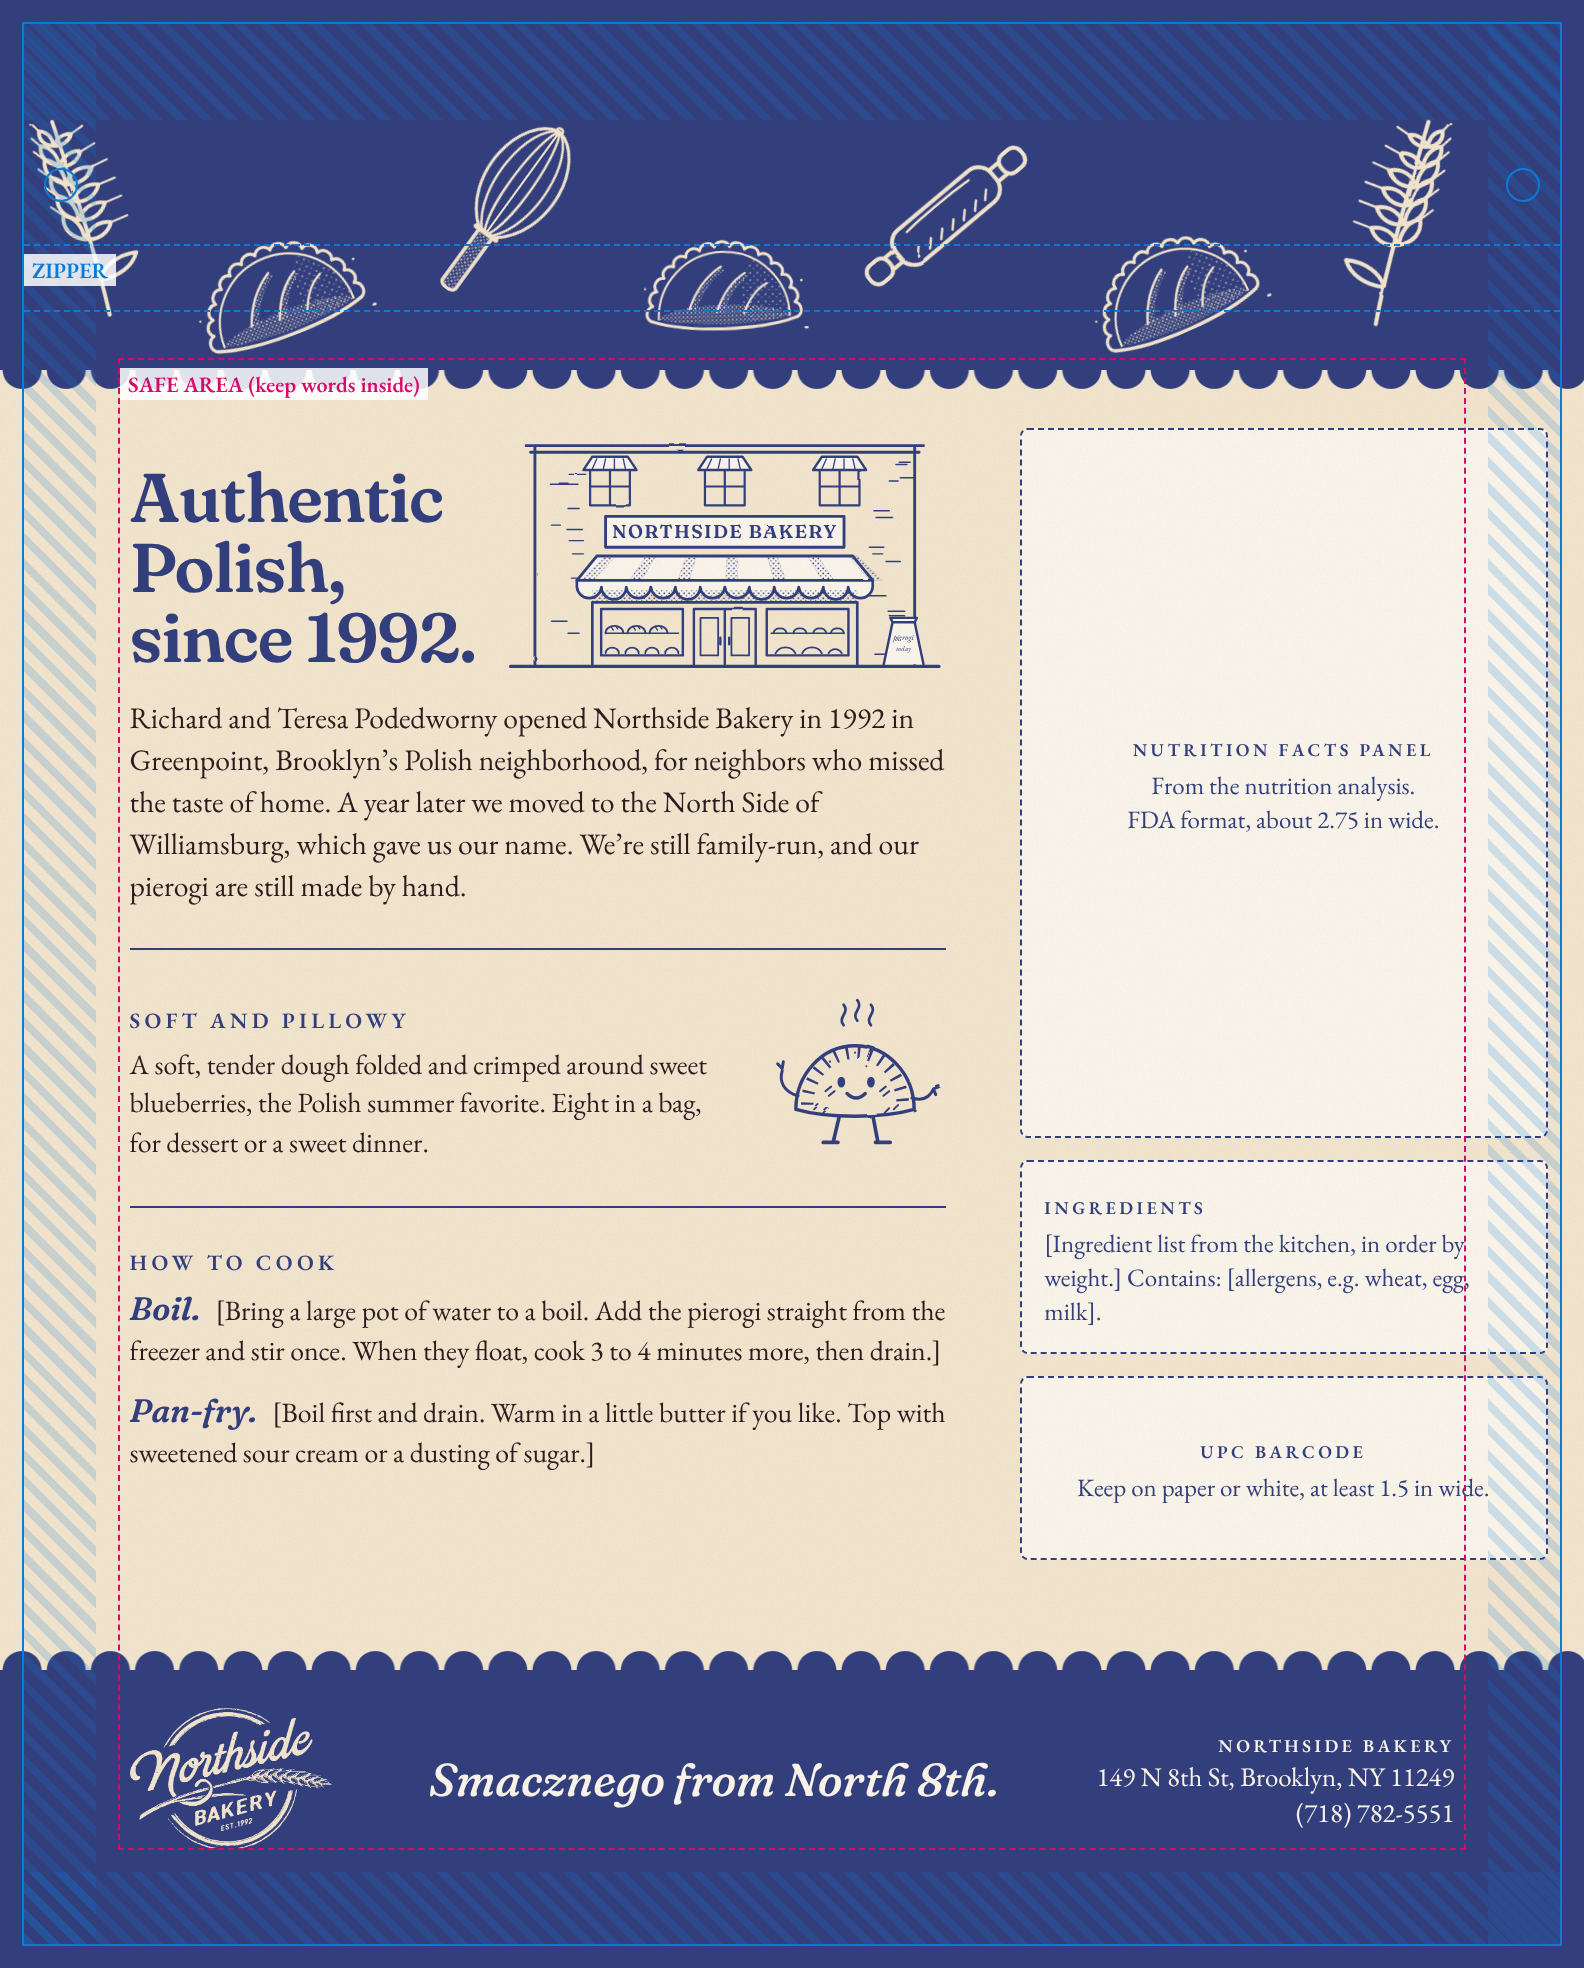 ZIPPER
SAFE AREA (keep words inside)
Authentic
Polish,
since 1992.
NORTHSIDE BAKERY
pierogi
today
Richard and Teresa Podedworny opened Northside Bakery in 1992 in
Greenpoint, Brooklyn’s Polish neighborhood, for neighbors who missed
the taste of home. A year later we moved to the North Side of
Williamsburg, which gave us our name. We’re still family-run, and our
pierogi are still made by hand.
SOFT AND PILLOWY
A soft, tender dough folded and crimped around sweet
blueberries, the Polish summer favorite. Eight in a bag,
for dessert or a sweet dinner.
HOW TO COOK
Boil. [Bring a large pot of water to a boil. Add the pierogi straight from the
freezer and stir once. When they float, cook 3 to 4 minutes more, then drain.]
Pan-fry. [Boil first and drain. Warm in a little butter if you like. Top with
sweetened sour cream or a dusting of sugar.]
NUTRITION FACTS PANEL
From the nutrition analysis.
FDA format, about 2.75 in wide.
INGREDIENTS
[Ingredient list from the kitchen, in order by
weight.] Contains: [allergens, e.g. wheat, egg,
milk].
UPC BARCODE
Keep on paper or white, at least 1.5 in wide.
Northside
BAKERY
EST.1992
Smacznego from North 8th.
NORTHSIDE BAKERY
149 N 8th St, Brooklyn, NY 11249
(718) 782-5551